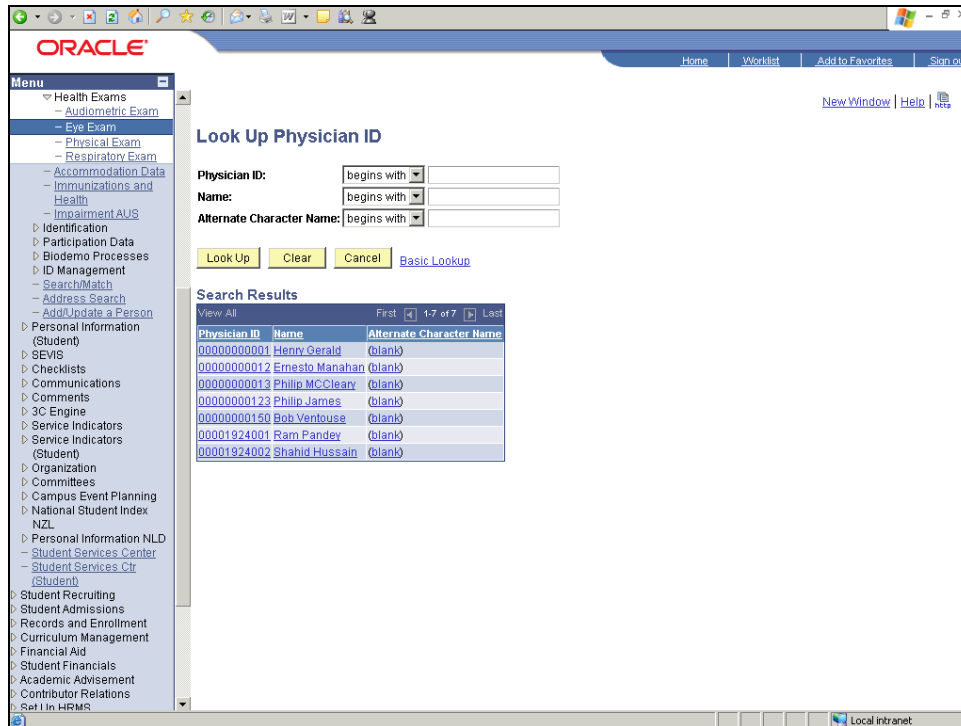 ORACLE'
Home
Worklist
Add to Favorites
Sign ou
Menu
Health Exams
– Audiometric Exam
– Eye Exam
– Physical Exam
– Respiratory Exam
– Accommodation Data
– Immunizations and
Health
– Impairment AUS
Identification
Participation Data
Biodemo Processes
ID Management
– Search/Match
– Address Search
– Add/Update a Person
Personal Information
(Student)
SEVIS
Checklists
Communications
Comments
3C Engine
Service Indicators
Service Indicators
(Student)
Organization
Committees
Campus Event Planning
National Student Index
NZL
Personal Information NLD
– Student Services Center
– Student Services Ctr
(Student)
Student Recruiting
Student Admissions
Records and Enrollment
Curriculum Management
Financial Aid
Student Financials
Academic Advisement
Contributor Relations
Set Up HRMS
New Window | Help | http
Look Up Physician ID
Physician ID: begins with
Name: begins with
Alternate Character Name: begins with
Look Up Clear Cancel Basic Lookup
Search Results
View All First 1-7 of 7 Last
Physician ID Name Alternate Character Name
00000000001 Henry Gerald (blank)
00000000012 Ernesto Manahan (blank)
00000000013 Philip MCCleary (blank)
00000000123 Philip James (blank)
00000000150 Bob Ventouse (blank)
00001924001 Ram Pandey (blank)
00001924002 Shahid Hussain (blank)
Local intranet